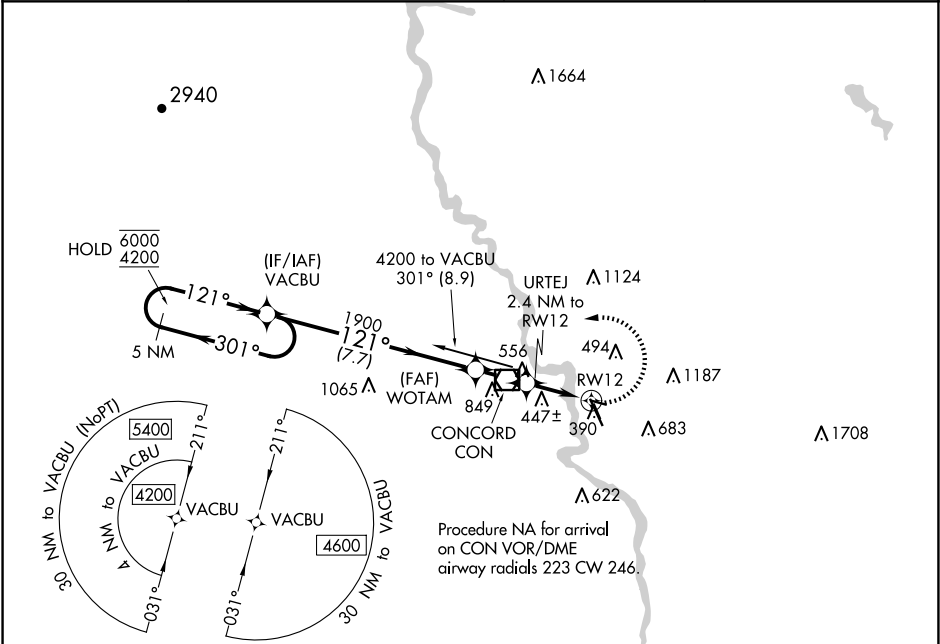 1664
2940
HOLD
6000
4200
(IF/IAF)
VACBU
4200 to VACBU
301° (8.9)
URTEJ
2.4 NM to
RW12
1124
121°
301°
5 NM
1900
121°
(7.7)
556
494
1065
(FAF)
WOTAM
849
447±
RW12
390
1187
683
1708
CONCORD
CON
622
30 NM to VACBU (NoPT)
5400
211°
4 NM to VACBU
4200
VACBU
031°
211°
VACBU
4600
30 NM to VACBU
031°
Procedure NA for arrival
on CON VOR/DME
airway radials 223 CW 246.